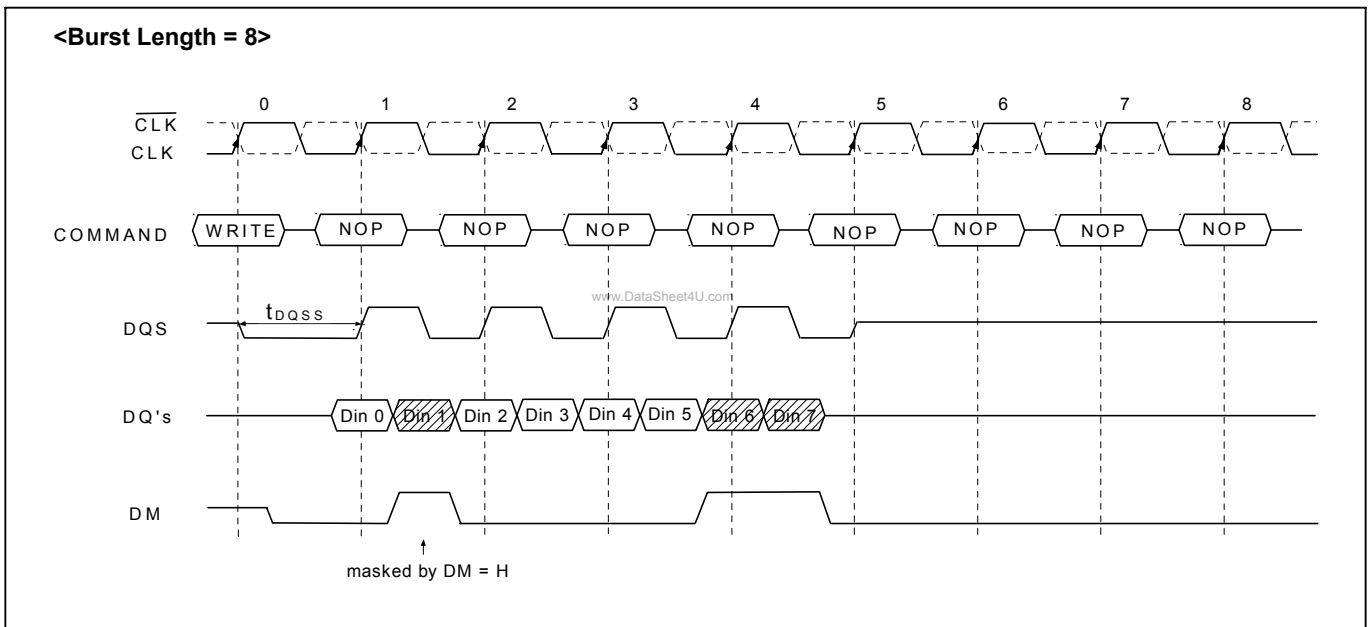 <Burst Length = 8>
0 1 2 3 4 5 6 7 8
CLK
CLK
COMMAND WRITE NOP NOP NOP NOP NOP NOP NOP NOP
www.DataSheet4U.com
DQS tDQSS
DQ's Din 0 Din 1 Din 2 Din 3 Din 4 Din 5 Din 6 Din 7
DM
masked by DM = H